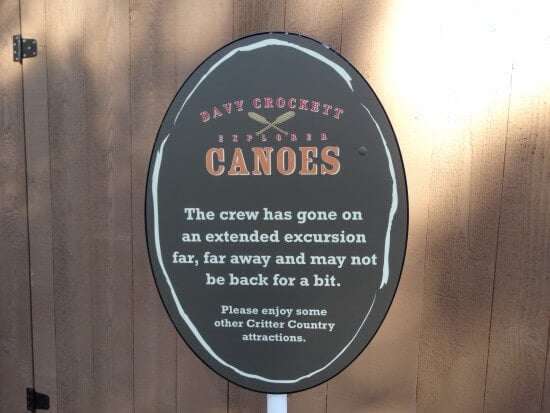 DAVY CROCKETT
EXPLORER
CANOES
The crew has gone on
an extended excursion
far, far away and may not
be back for a bit.
Please enjoy some
other Critter Country
attractions.